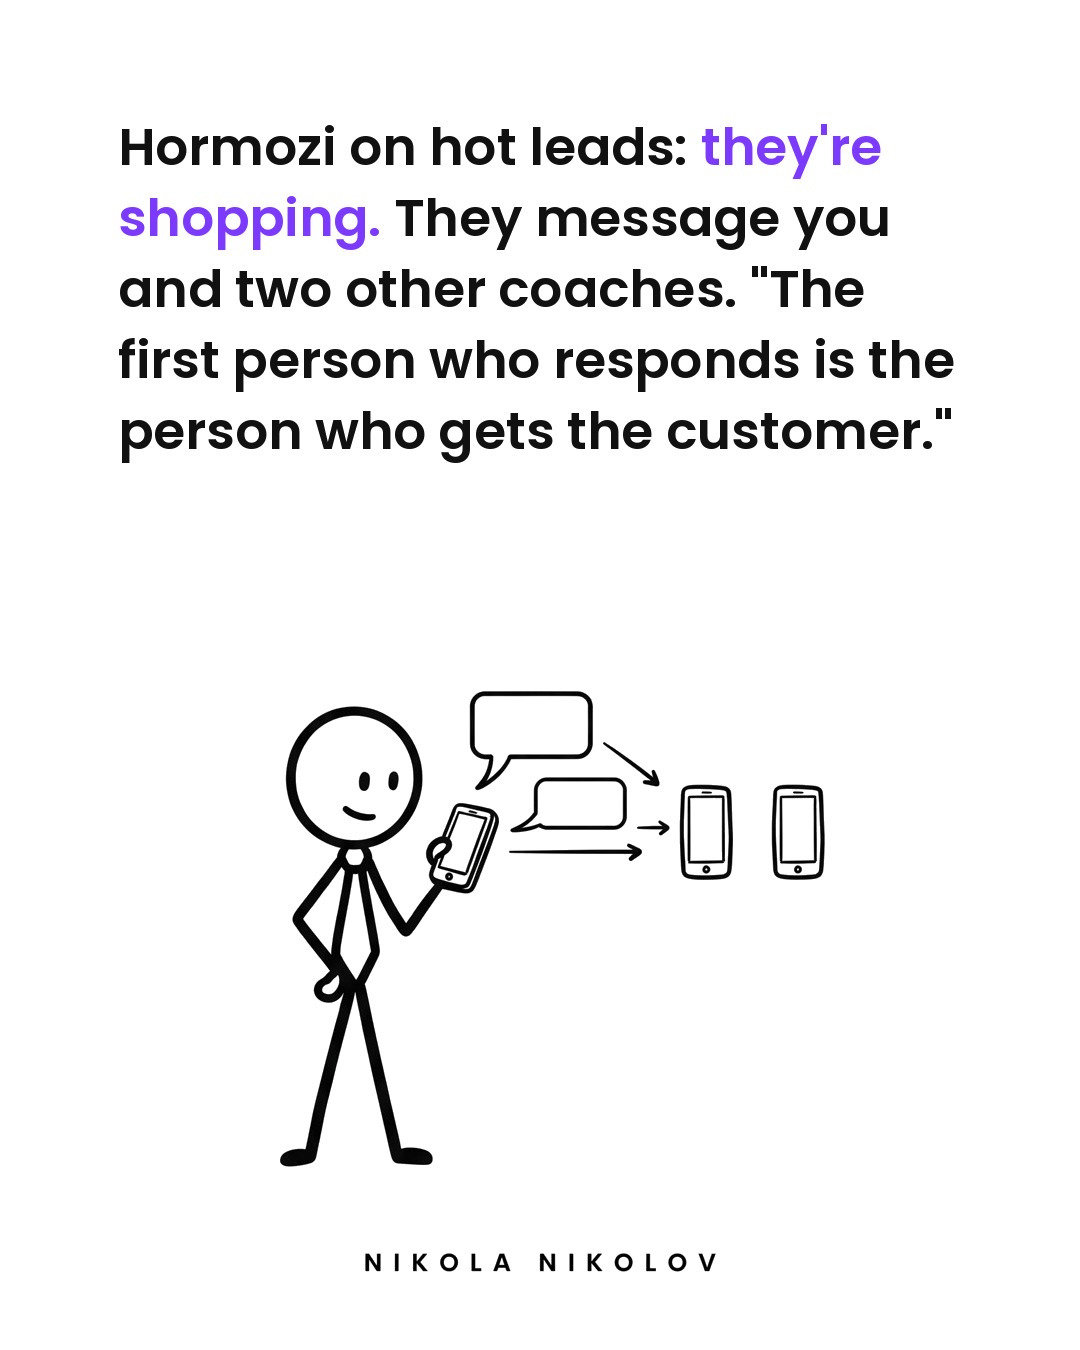 Hormozi on hot leads: they're
shopping. They message you
and two other coaches. "The
first person who responds is the
person who gets the customer."
NIKOLA NIKOLOV